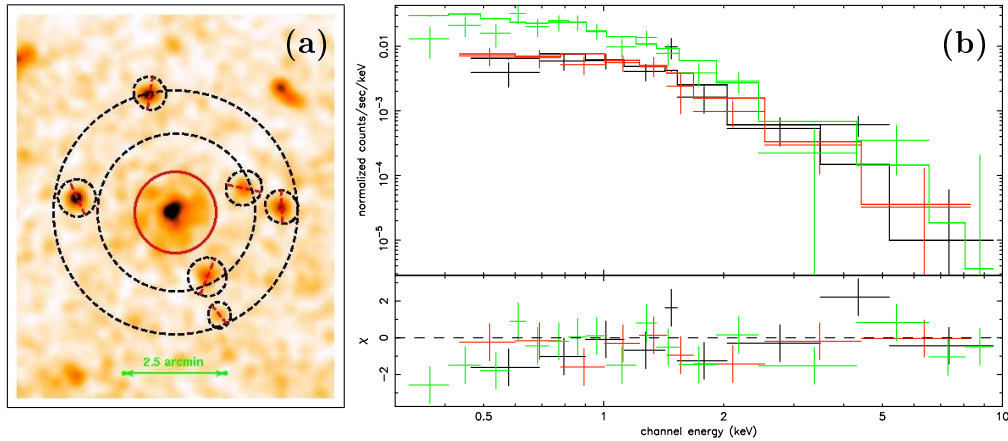 (a)
2.5 arcmin
(b)
normalized counts/sec/keV
0.01
10⁻³
10⁻⁴
10⁻⁵
χ
2
0
−2
0.5
1
2
5
10
channel energy (keV)